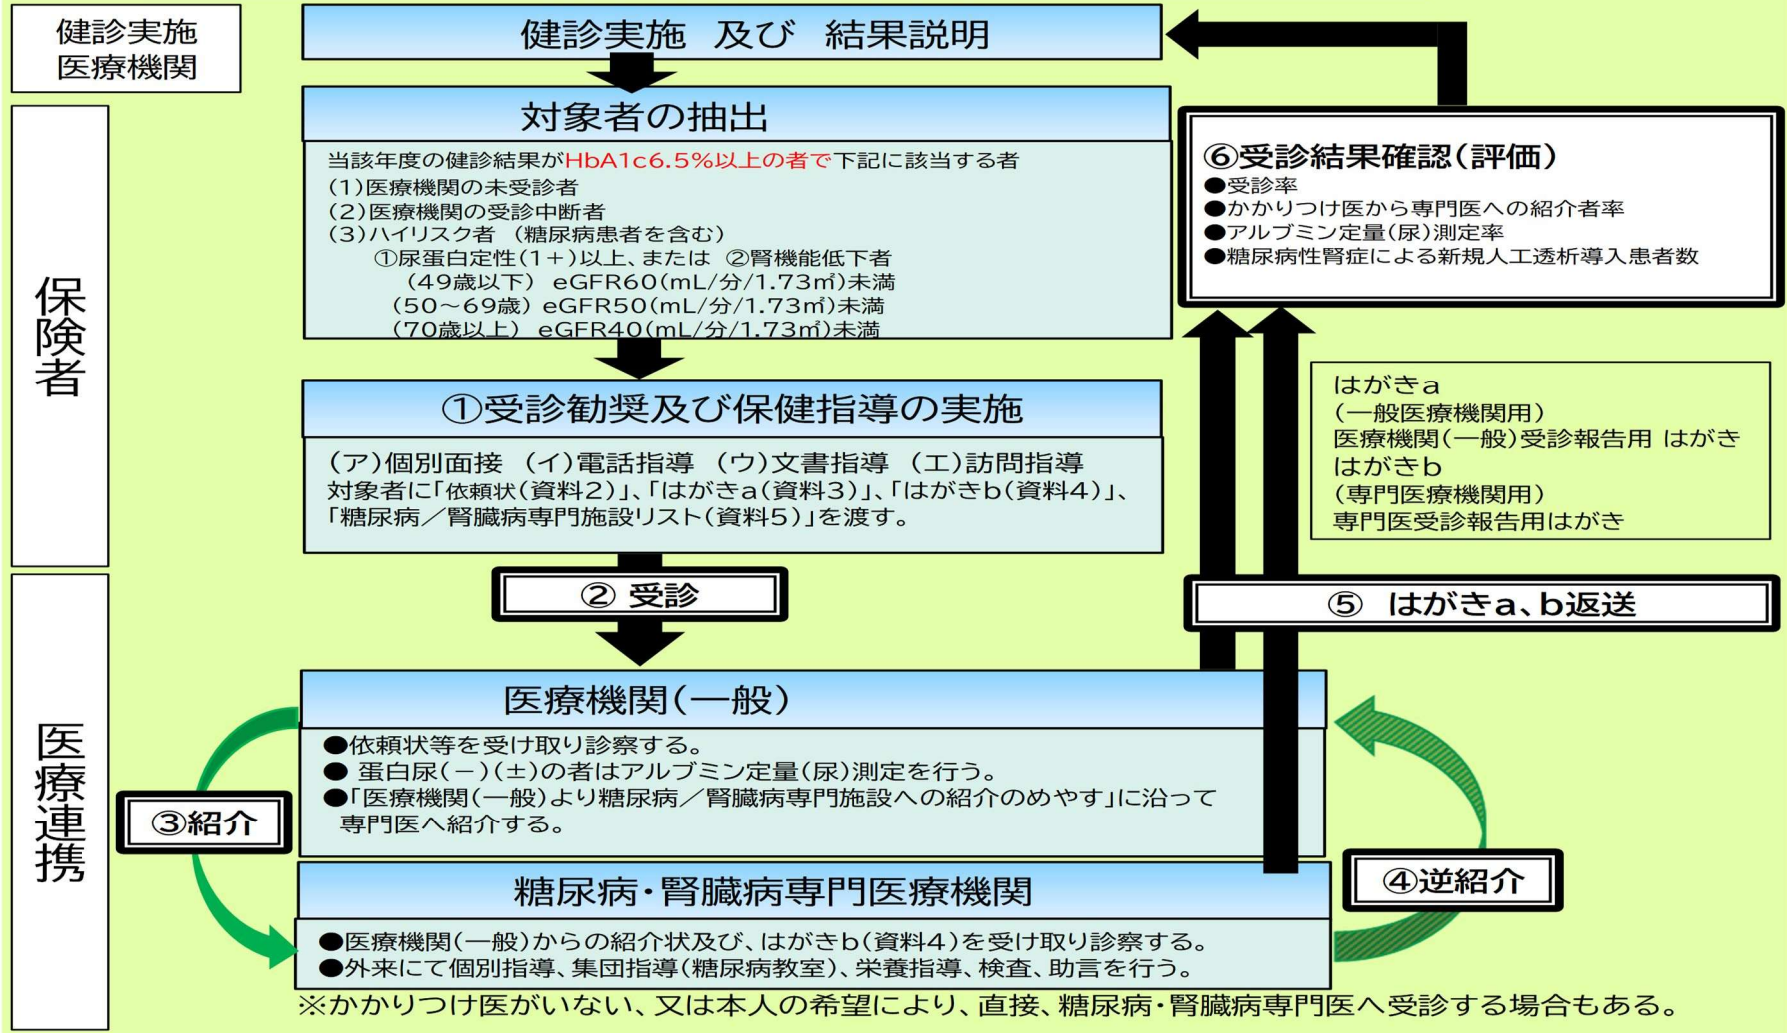 健診実施
医療機関
健診実施 及び 結果説明
対象者の抽出
当該年度の健診結果がHbA1c6.5%以上の者で下記に該当する者
(1)医療機関の未受診者
(2)医療機関の受診中断者
(3)ハイリスク者 (糖尿病患者を含む)
①尿蛋白定性(1+)以上、または ②腎機能低下者
(49歳以下) eGFR60(mL/分/1.73㎡)未満
(50~69歳) eGFR50(mL/分/1.73㎡)未満
(70歳以上) eGFR40(mL/分/1.73㎡)未満
保険者
⑥受診結果確認(評価)
●受診率
●かかりつけ医から専門医への紹介者率
●アルブミン定量(尿)測定率
●糖尿病性腎症による新規人工透析導入患者数
①受診勧奨及び保健指導の実施
(ア)個別面接 (イ)電話指導 (ウ)文書指導 (エ)訪問指導
対象者に「依頼状(資料2)」、「はがきa(資料3)」、「はがきb(資料4)」、
「糖尿病/腎臓病専門施設リスト(資料5)」を渡す。
はがきa
(一般医療機関用)
医療機関(一般)受診報告用 はがき
はがきb
(専門医療機関用)
専門医受診報告用はがき
② 受診
⑤ はがきa、b返送
医療連携
医療機関(一般)
●依頼状等を受け取り診察する。
● 蛋白尿(-)(±)の者はアルブミン定量(尿)測定を行う。
●「医療機関(一般)より糖尿病/腎臓病専門施設への紹介のめやす」に沿って
専門医へ紹介する。
③紹介
④逆紹介
糖尿病・腎臓病専門医療機関
●医療機関(一般)からの紹介状及び、はがきb(資料4)を受け取り診察する。
●外来にて個別指導、集団指導(糖尿病教室)、栄養指導、検査、助言を行う。
※かかりつけ医がいない、又は本人の希望により、直接、糖尿病・腎臓病専門医へ受診する場合もある。